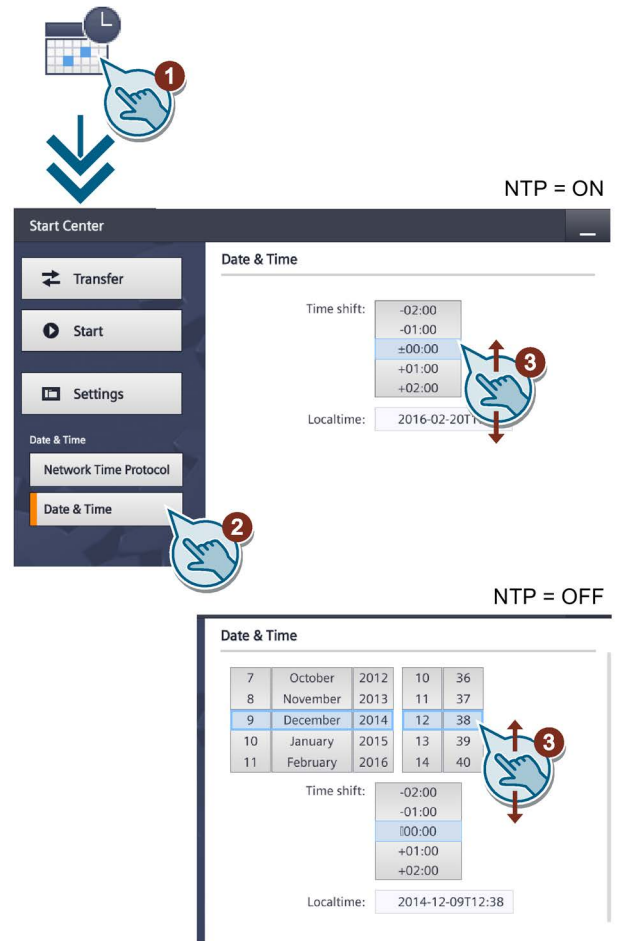 1
NTP = ON
Start Center
Transfer
Start
Settings
Date & Time
Network Time Protocol
Date & Time
2
Date & Time
Time shift:
-02:00
-01:00
±00:00
+01:00
+02:00
3
Localtime: 2016-02-20T1
NTP = OFF
Date & Time
7 October 2012 10 36
8 November 2013 11 37
9 December 2014 12 38
10 January 2015 13 39
11 February 2016 14 40
3
Time shift:
-02:00
-01:00
00:00
+01:00
+02:00
Localtime: 2014-12-09T12:38